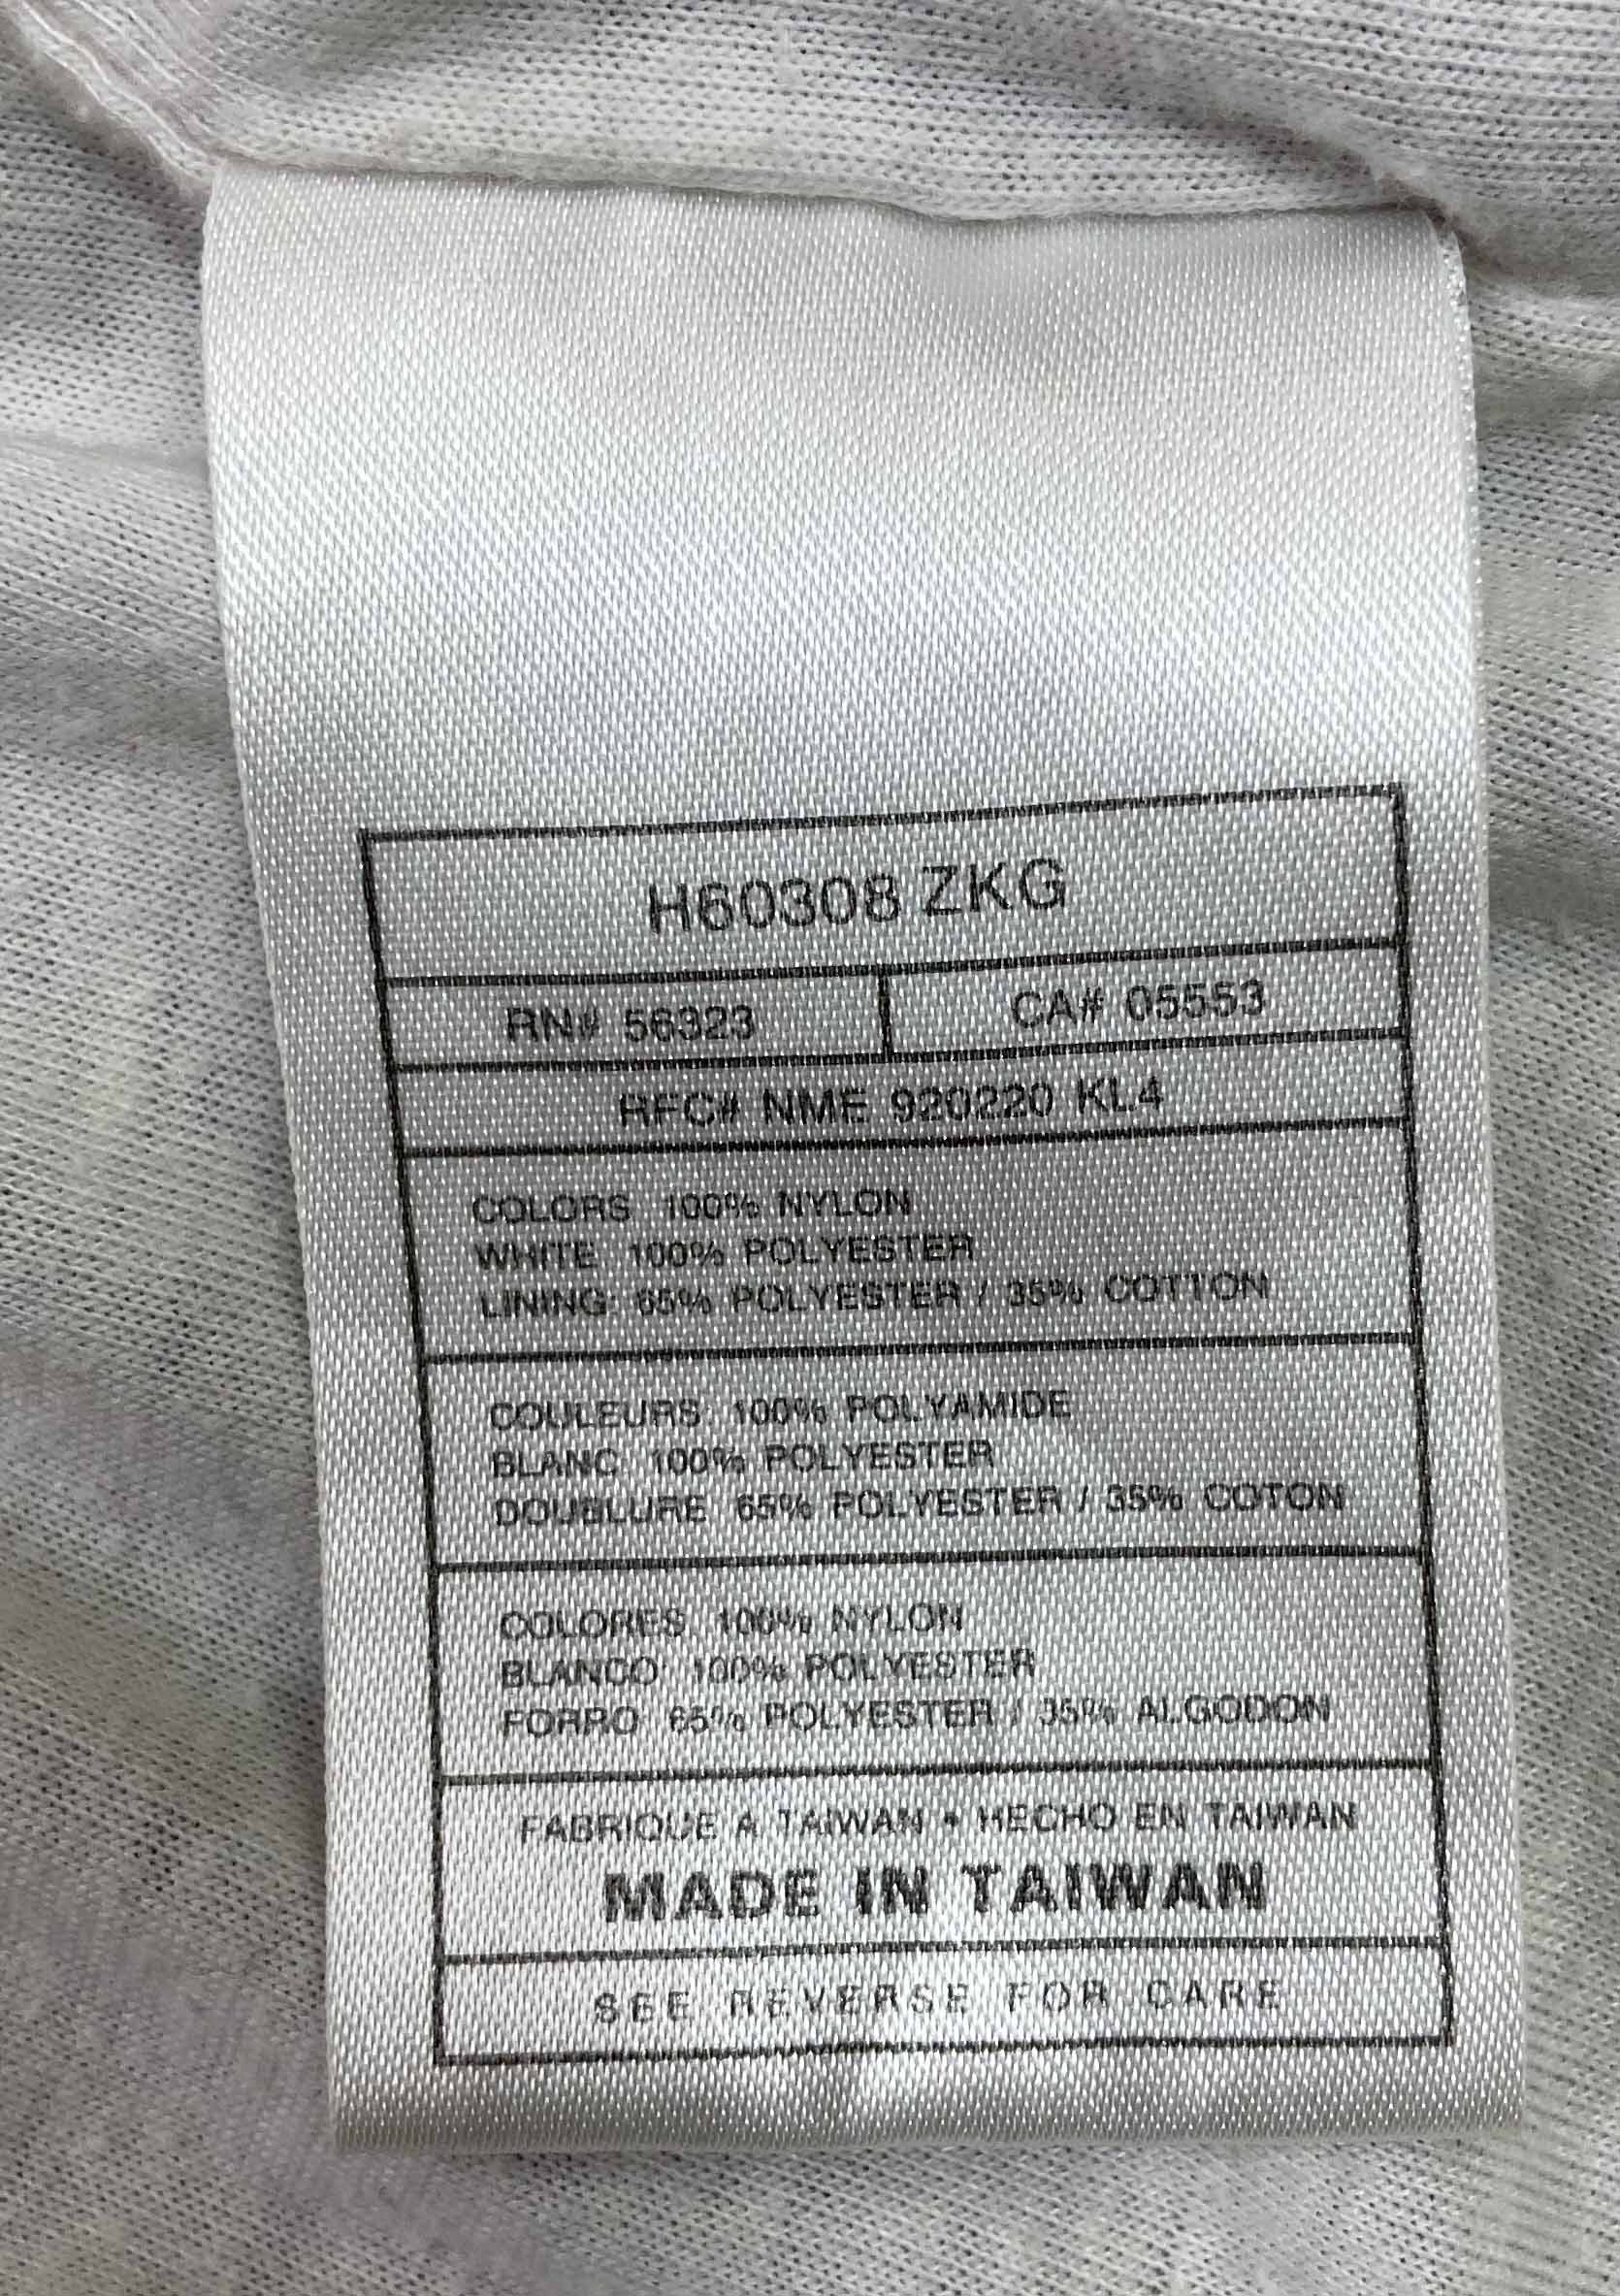 H60308 ZKG
RN# 56323
CA# 05553
RFC# NME 920220 KL4
COLORS: 100% NYLON
WHITE: 100% POLYESTER
LINING: 65% POLYESTER / 35% COTTON
COULEURS: 100% POLYAMIDE
BLANC: 100% POLYESTER
DOUBLURE: 65% POLYESTER / 35% COTON
COLORES: 100% NYLON
BLANCO: 100% POLYESTER
FORRO: 65% POLYESTER / 35% ALGODON
FABRIQUE A TAIWAN • HECHO EN TAIWAN
MADE IN TAIWAN
SEE REVERSE FOR CARE